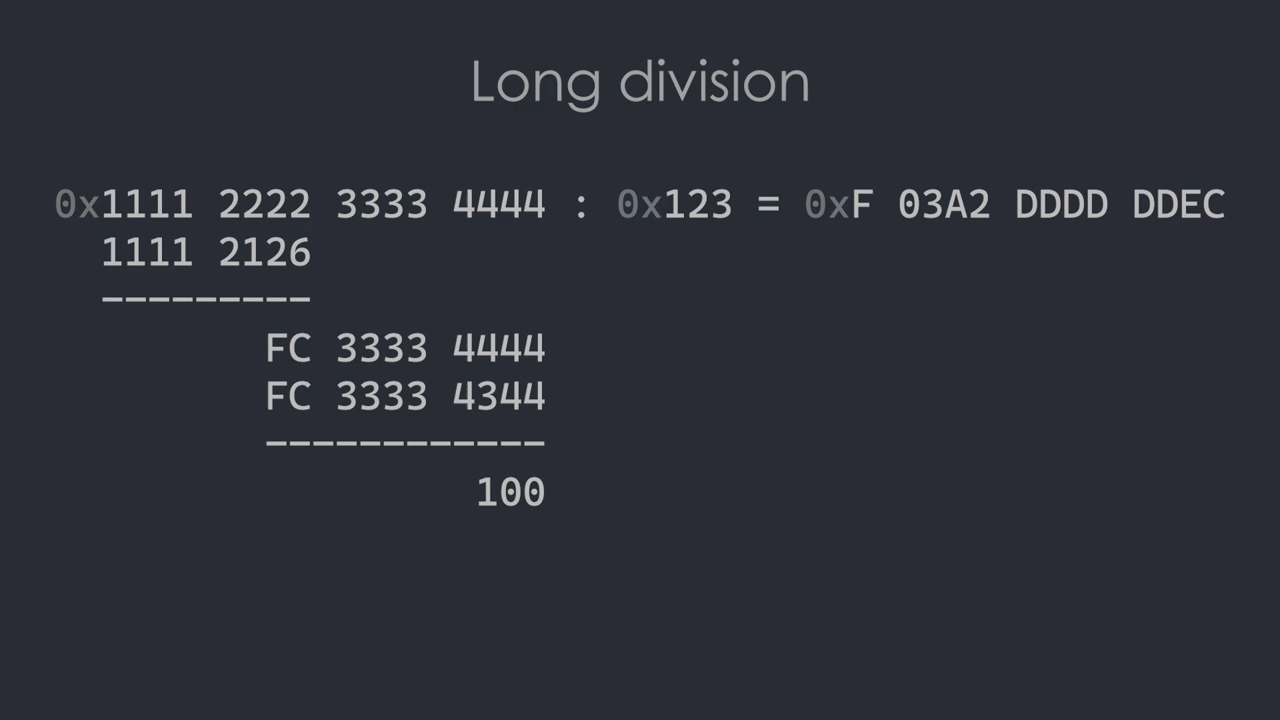 Long division
0x1111 2222 3333 4444 : 0x123 = 0xF 03A2 DDDD DDEC
1111 2126
---------
FC 3333 4444
FC 3333 4344
------------
100